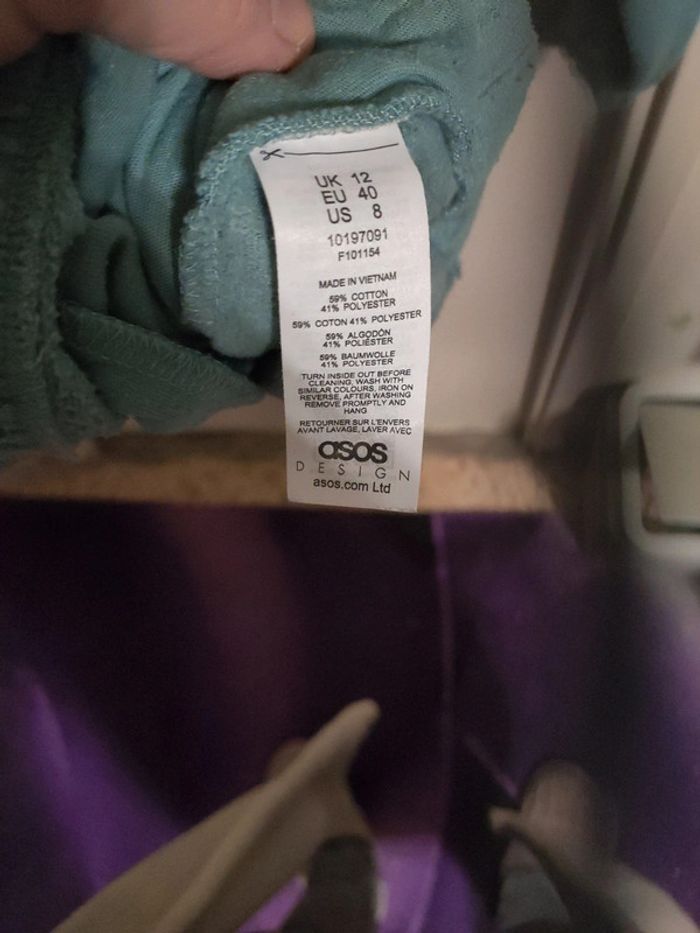 UK 12
EU 40
US 8
10197091
F101154
MADE IN VIETNAM
59% COTTON
41% POLYESTER
59% COTON 41% POLYESTER
59% ALGODÓN
41% POLIÉSTER
59% BAUMWOLLE
41% POLYESTER
TURN INSIDE OUT BEFORE
CLEANING, WASH WITH
SIMILAR COLOURS, IRON ON
REVERSE, AFTER WASHING
REMOVE PROMPTLY AND
HANG
RETOURNER SUR L'ENVERS
AVANT LAVAGE, LAVER AVEC
asos
DESIGN
asos.com Ltd